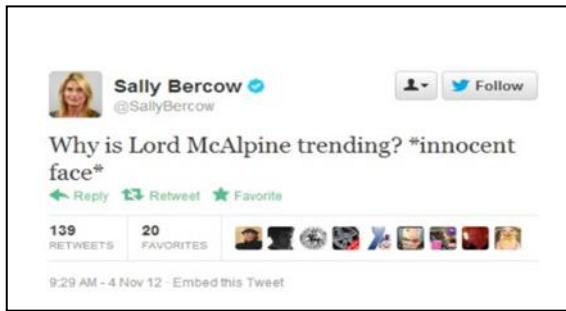 Sally Bercow
Follow
@SallyBercow
Why is Lord McAlpine trending? *innocent
face*
Reply Retweet Favorite
139 20
RETWEETS FAVORITES
9:29 AM - 4 Nov 12 · Embed this Tweet